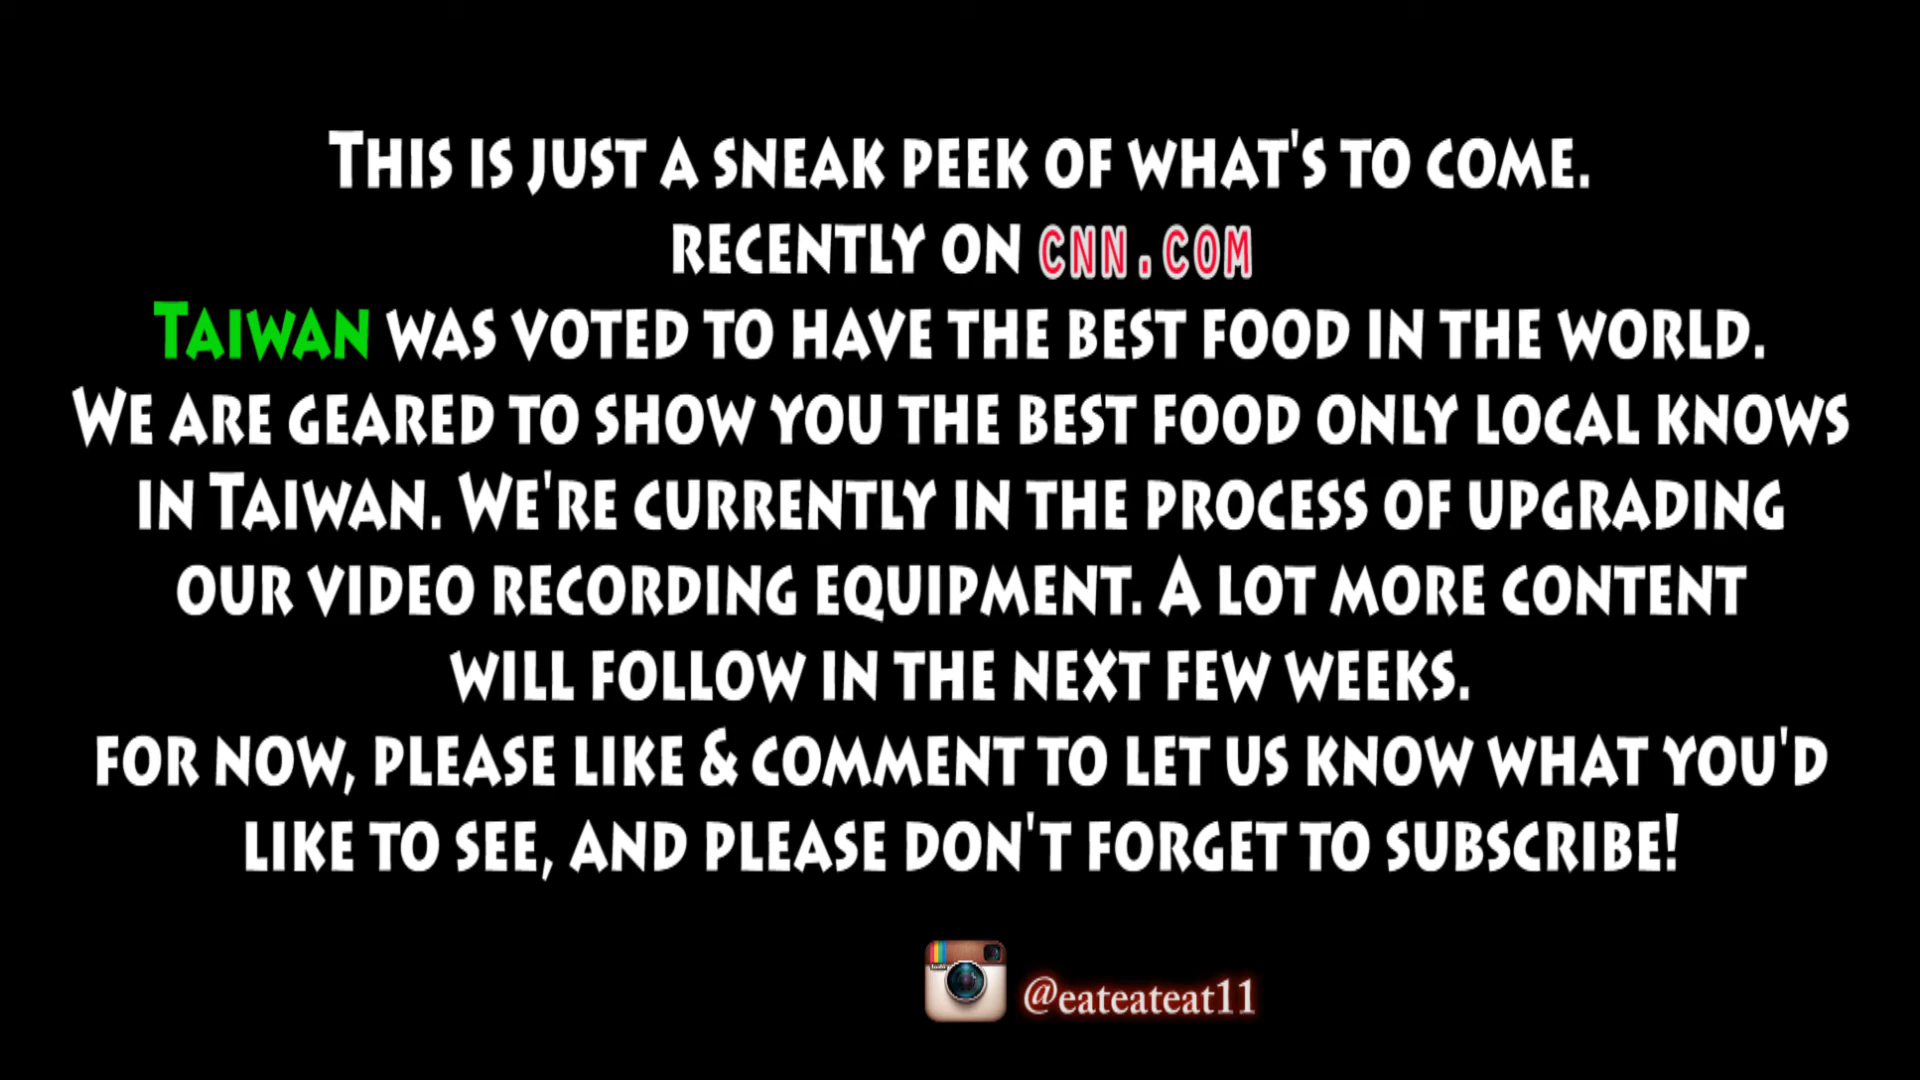 This is just a sneak peek of what's to come.
recently on CNN.COM
Taiwan was voted to have the best food in the world.
We are geared to show you the best food only local knows
in Taiwan. We're currently in the process of upgrading
our video recording equipment. A lot more content
will follow in the next few weeks.
for now, please like & comment to let us know what you'd
like to see, and please don't forget to subscribe!
@eateateat11